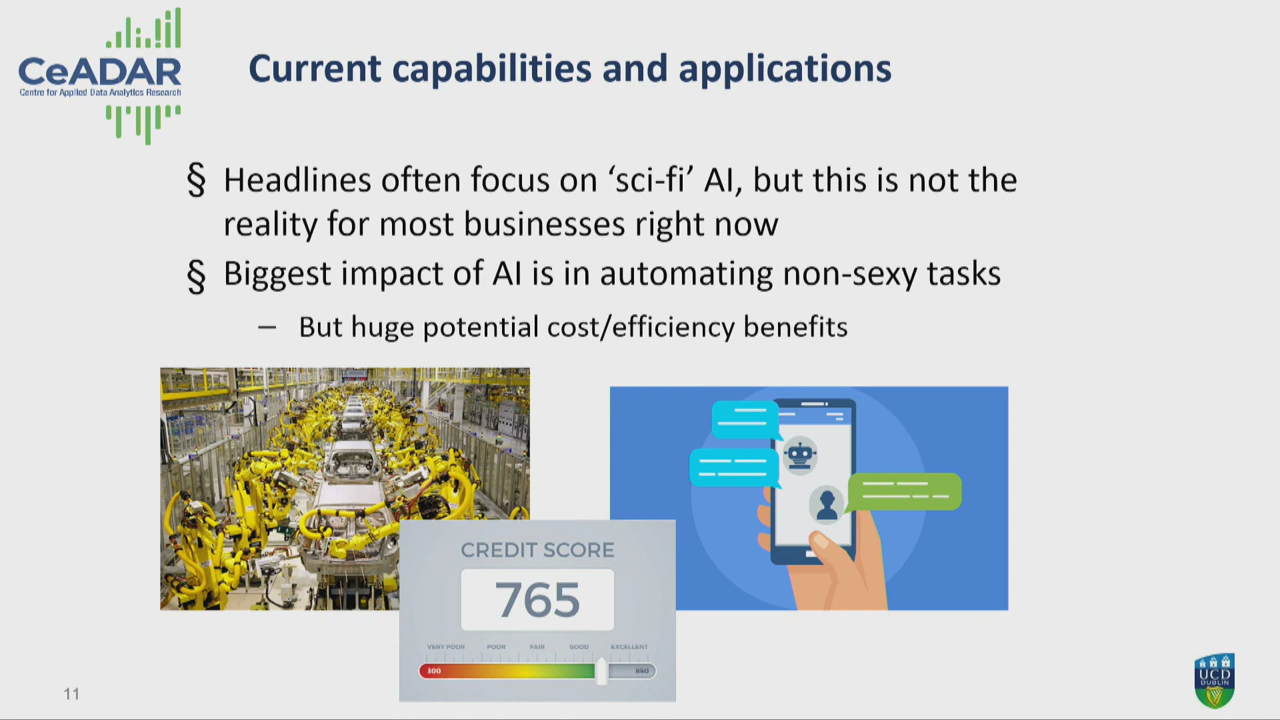 CeADAR
Centre for Applied Data Analytics Research
Current capabilities and applications
§ Headlines often focus on ‘sci-fi’ AI, but this is not the
reality for most businesses right now
§ Biggest impact of AI is in automating non-sexy tasks
– But huge potential cost/efficiency benefits
CREDIT SCORE
765
VERY POOR POOR FAIR GOOD EXCELLENT
300 850
11
UCD
DUBLIN